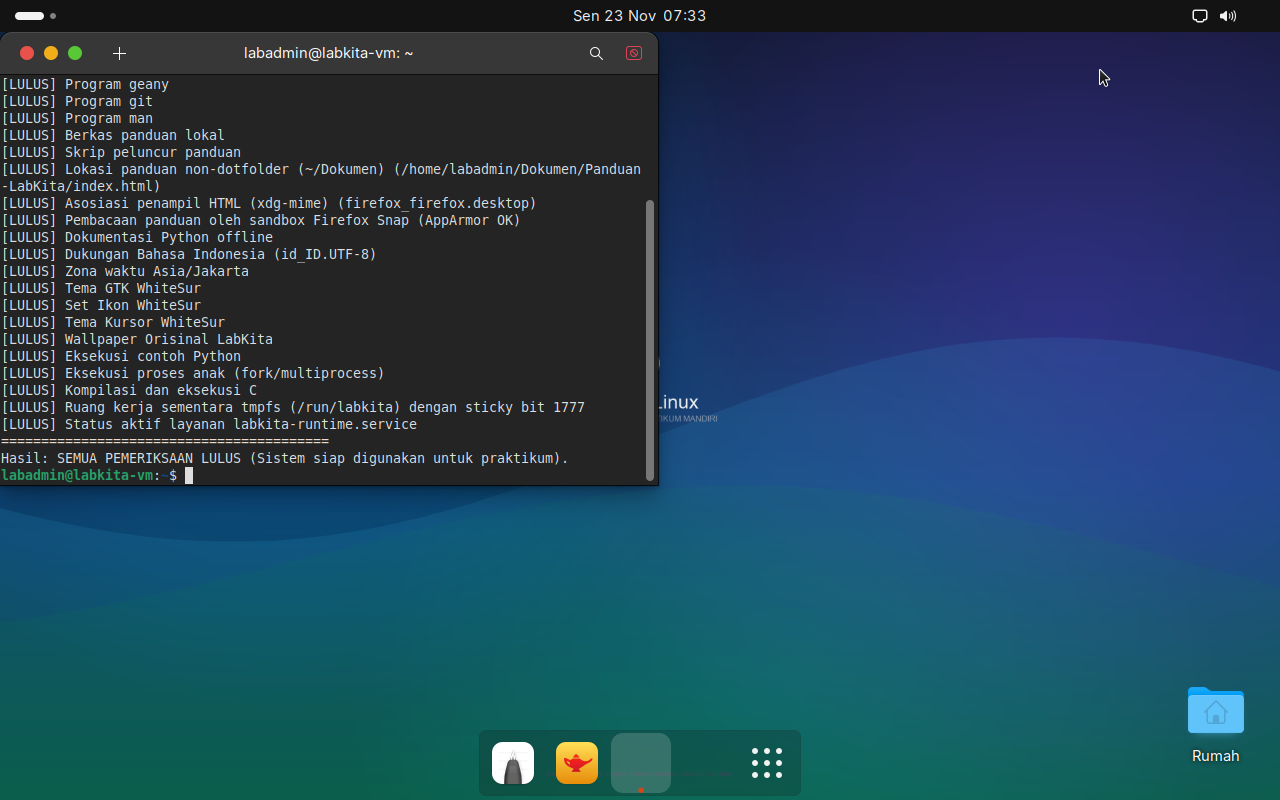 Sen 23 Nov 07:33
labadmin@labkita-vm: ~
[LULUS] Program geany
[LULUS] Program git
[LULUS] Program man
[LULUS] Berkas panduan lokal
[LULUS] Skrip peluncur panduan
[LULUS] Lokasi panduan non-dotfolder (~/Dokumen) (/home/labadmin/Dokumen/Panduan
-LabKita/index.html)
[LULUS] Asosiasi penampil HTML (xdg-mime) (firefox_firefox.desktop)
[LULUS] Pembacaan panduan oleh sandbox Firefox Snap (AppArmor OK)
[LULUS] Dokumentasi Python offline
[LULUS] Dukungan Bahasa Indonesia (id_ID.UTF-8)
[LULUS] Zona waktu Asia/Jakarta
[LULUS] Tema GTK WhiteSur
[LULUS] Set Ikon WhiteSur
[LULUS] Tema Kursor WhiteSur
[LULUS] Wallpaper Orisinal LabKita
[LULUS] Eksekusi contoh Python
[LULUS] Eksekusi proses anak (fork/multiprocess)
[LULUS] Kompilasi dan eksekusi C
[LULUS] Ruang kerja sementara tmpfs (/run/labkita) dengan sticky bit 1777
[LULUS] Status aktif layanan labkita-runtime.service
=========================================
Hasil: SEMUA PEMERIKSAAN LULUS (Sistem siap digunakan untuk praktikum).
labadmin@labkita-vm:~$
Linux
IKUM MANDIRI
Rumah